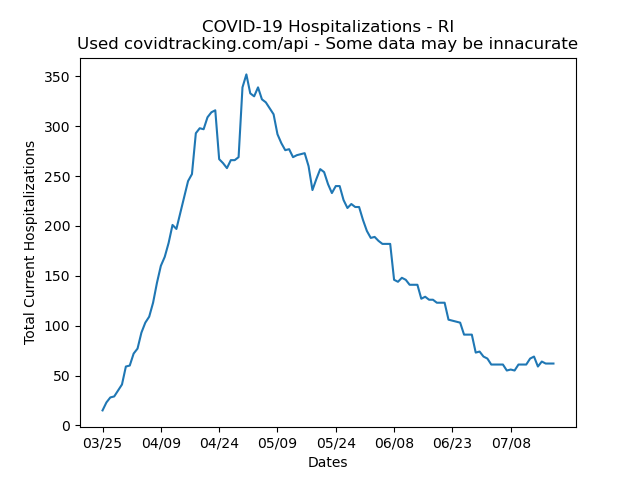 COVID-19 Hospitalizations - RI
Used covidtracking.com/api - Some data may be innacurate
Total Current Hospitalizations
350
300
250
200
150
100
50
0
03/25 04/09 04/24 05/09 05/24 06/08 06/23 07/08
Dates